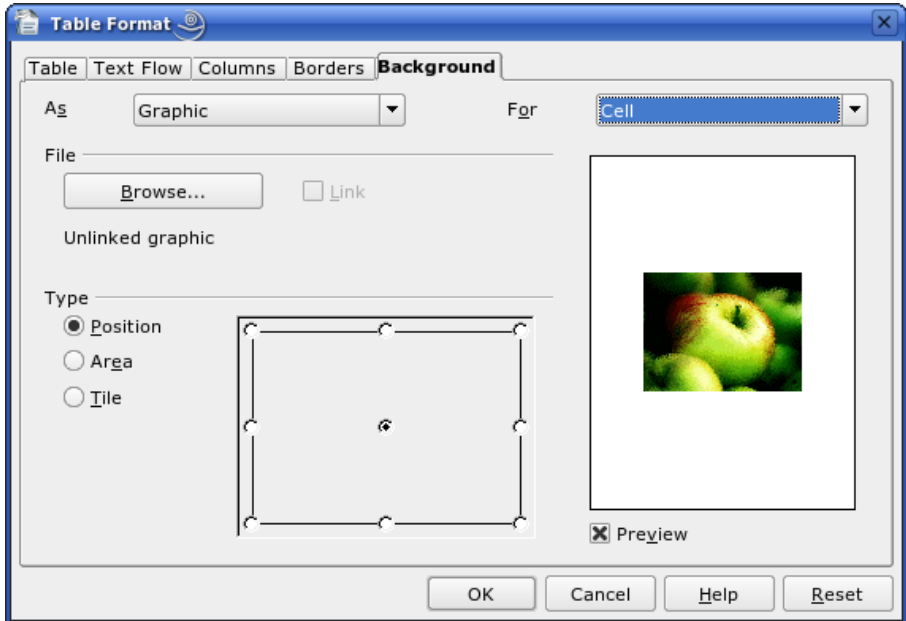 Table Format
Table Text Flow Columns Borders Background
As Graphic For Cell
File
Browse... Link
Unlinked graphic
Type
Position
Area
Tile
Preview
OK Cancel Help Reset